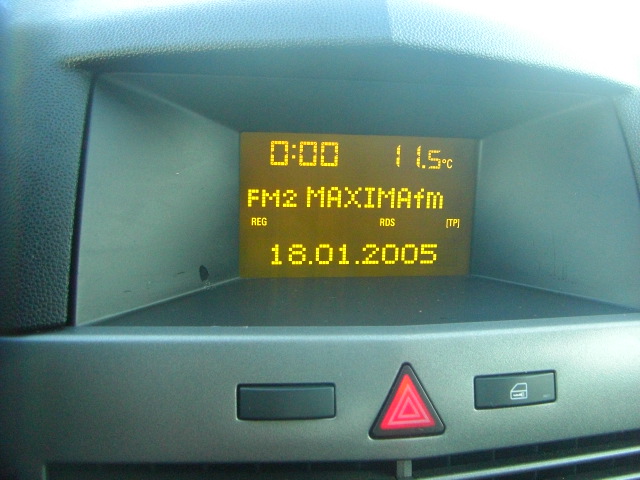 0:00 11.5°C
FM2 MAXIMAfm
REG RDS [TP]
18.01.2005